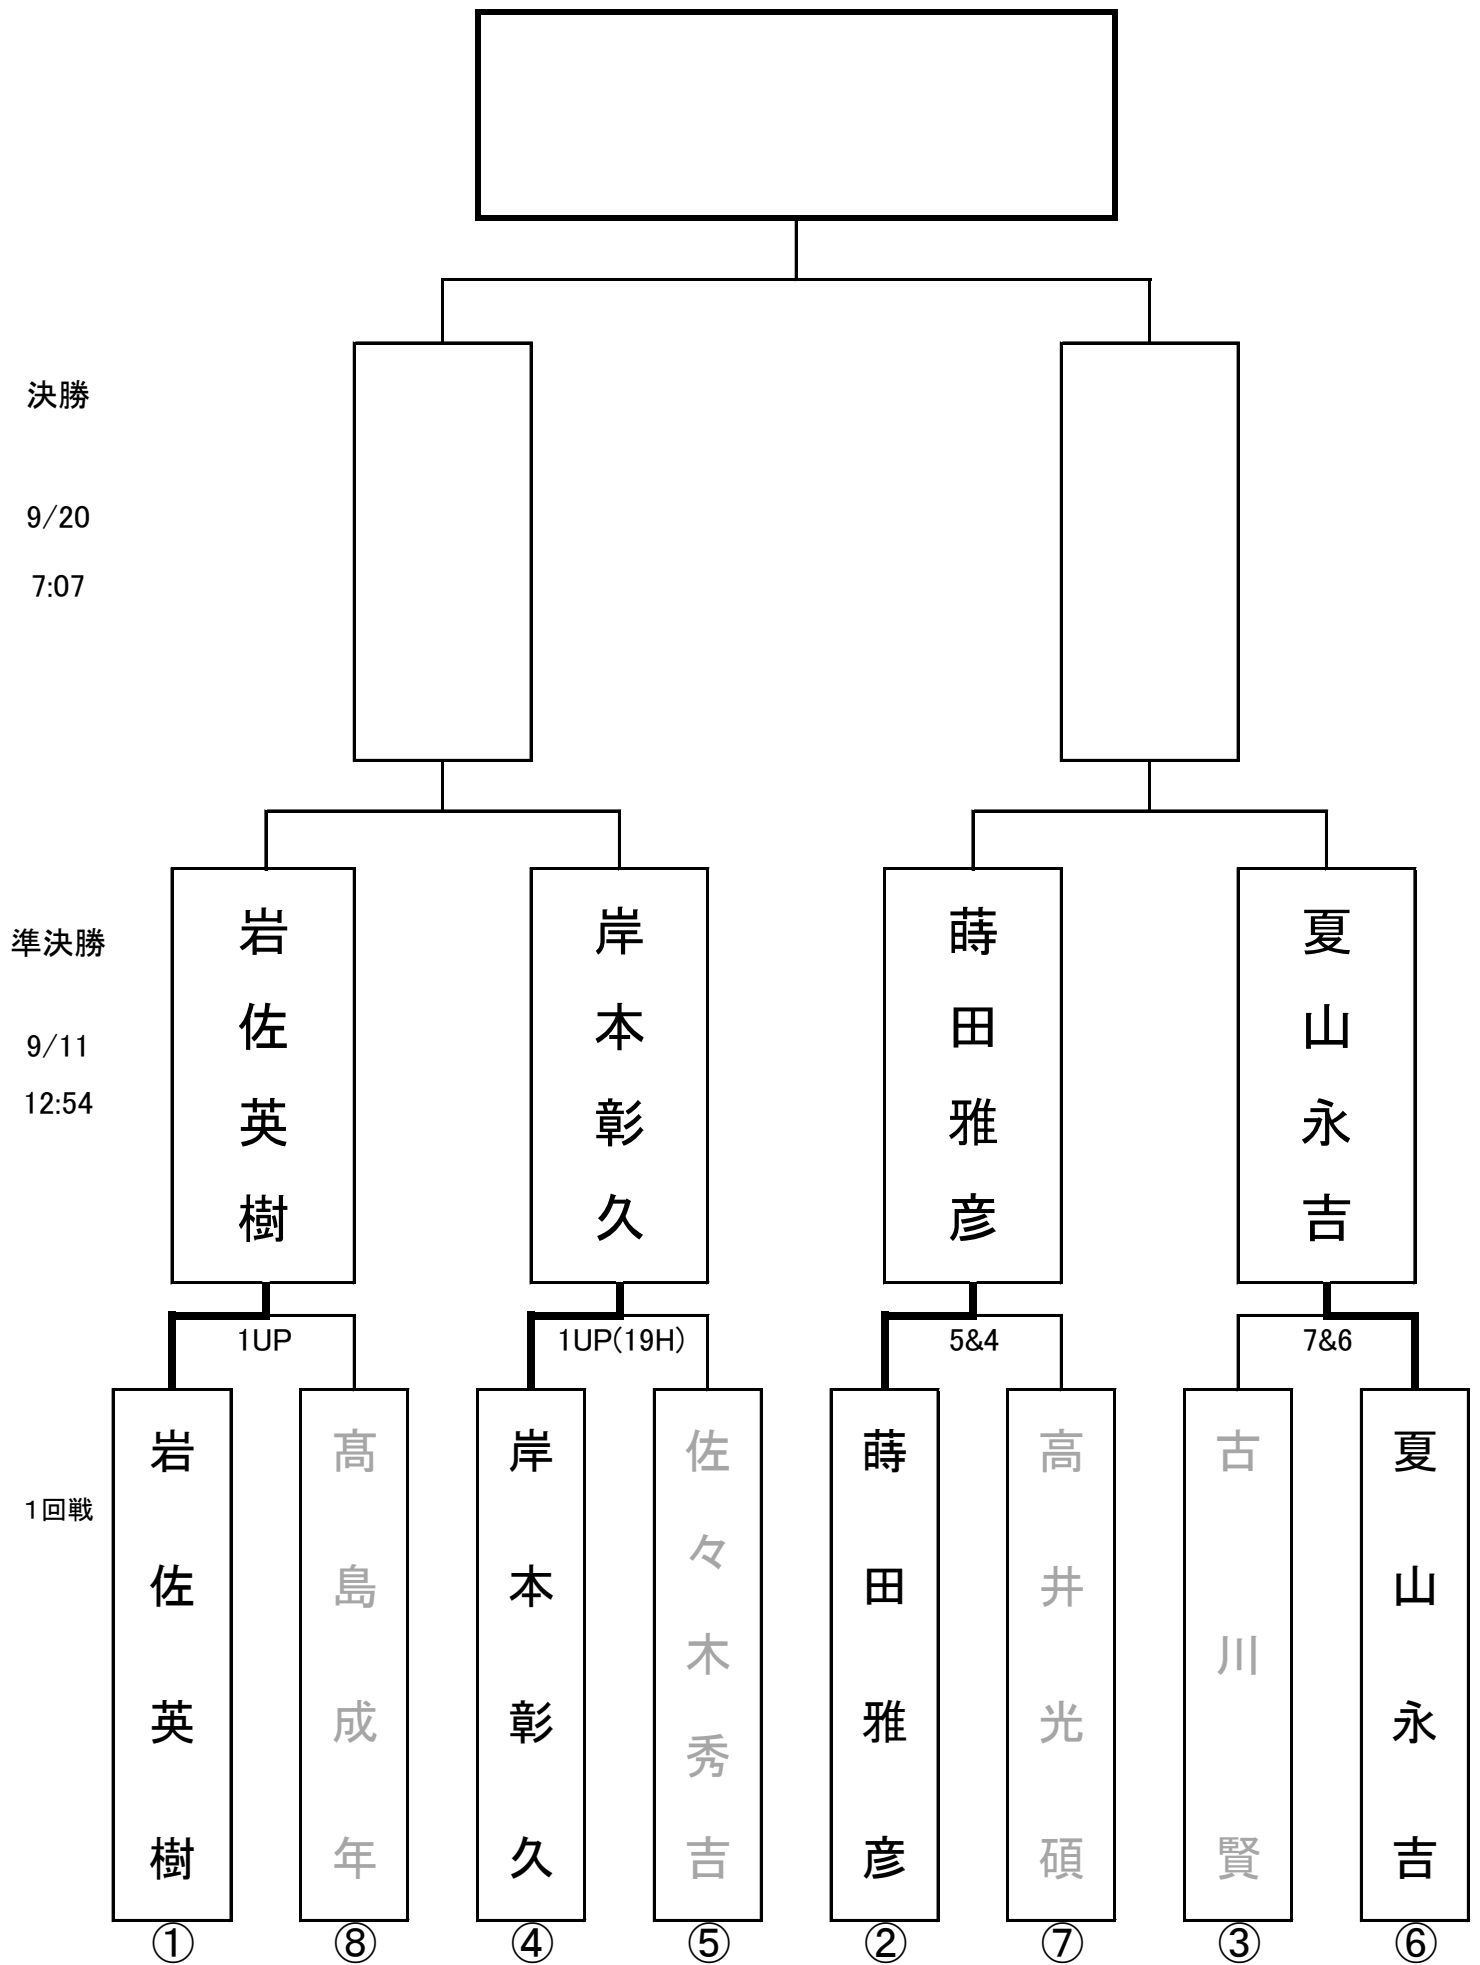 決勝
9/20
7:07
準決勝
9/11
12:54
岩佐英樹
岸本彰久
蒔田雅彦
夏山永吉
1UP
1UP(19H)
5&4
7&6
1回戦
岩佐英樹
髙島成年
岸本彰久
佐々木秀吉
蒔田雅彦
高井光碩
古川賢
夏山永吉
①
⑧
④
⑤
②
⑦
③
⑥